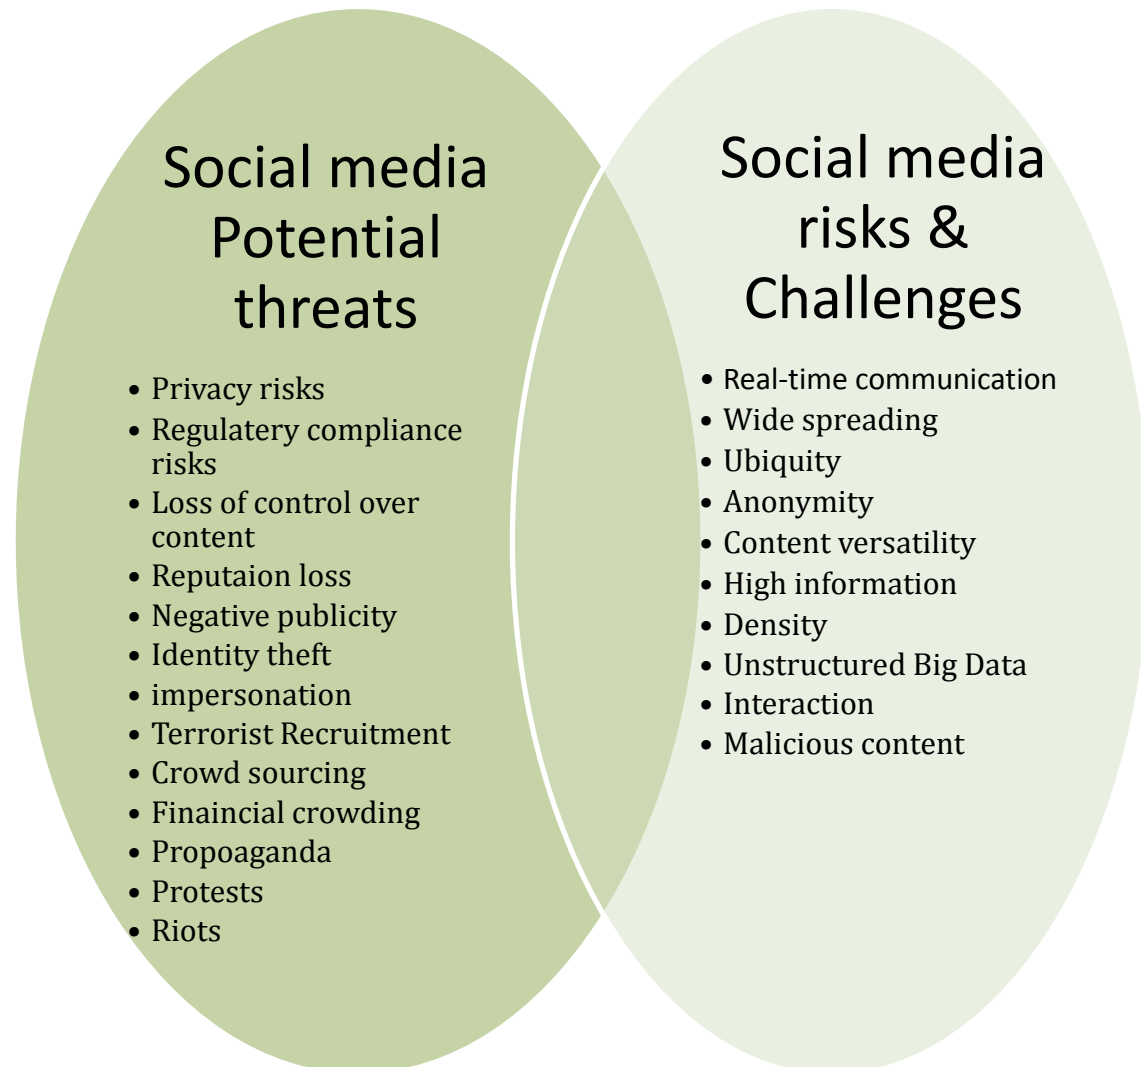 Social media
Potential
threats
• Privacy risks
• Regulatery compliance
risks
• Loss of control over
content
• Reputaion loss
• Negative publicity
• Identity theft
• impersonation
• Terrorist Recruitment
• Crowd sourcing
• Finaincial crowding
• Propoaganda
• Protests
• Riots
Social media
risks &
Challenges
• Real-time communication
• Wide spreading
• Ubiquity
• Anonymity
• Content versatility
• High information
• Density
• Unstructured Big Data
• Interaction
• Malicious content